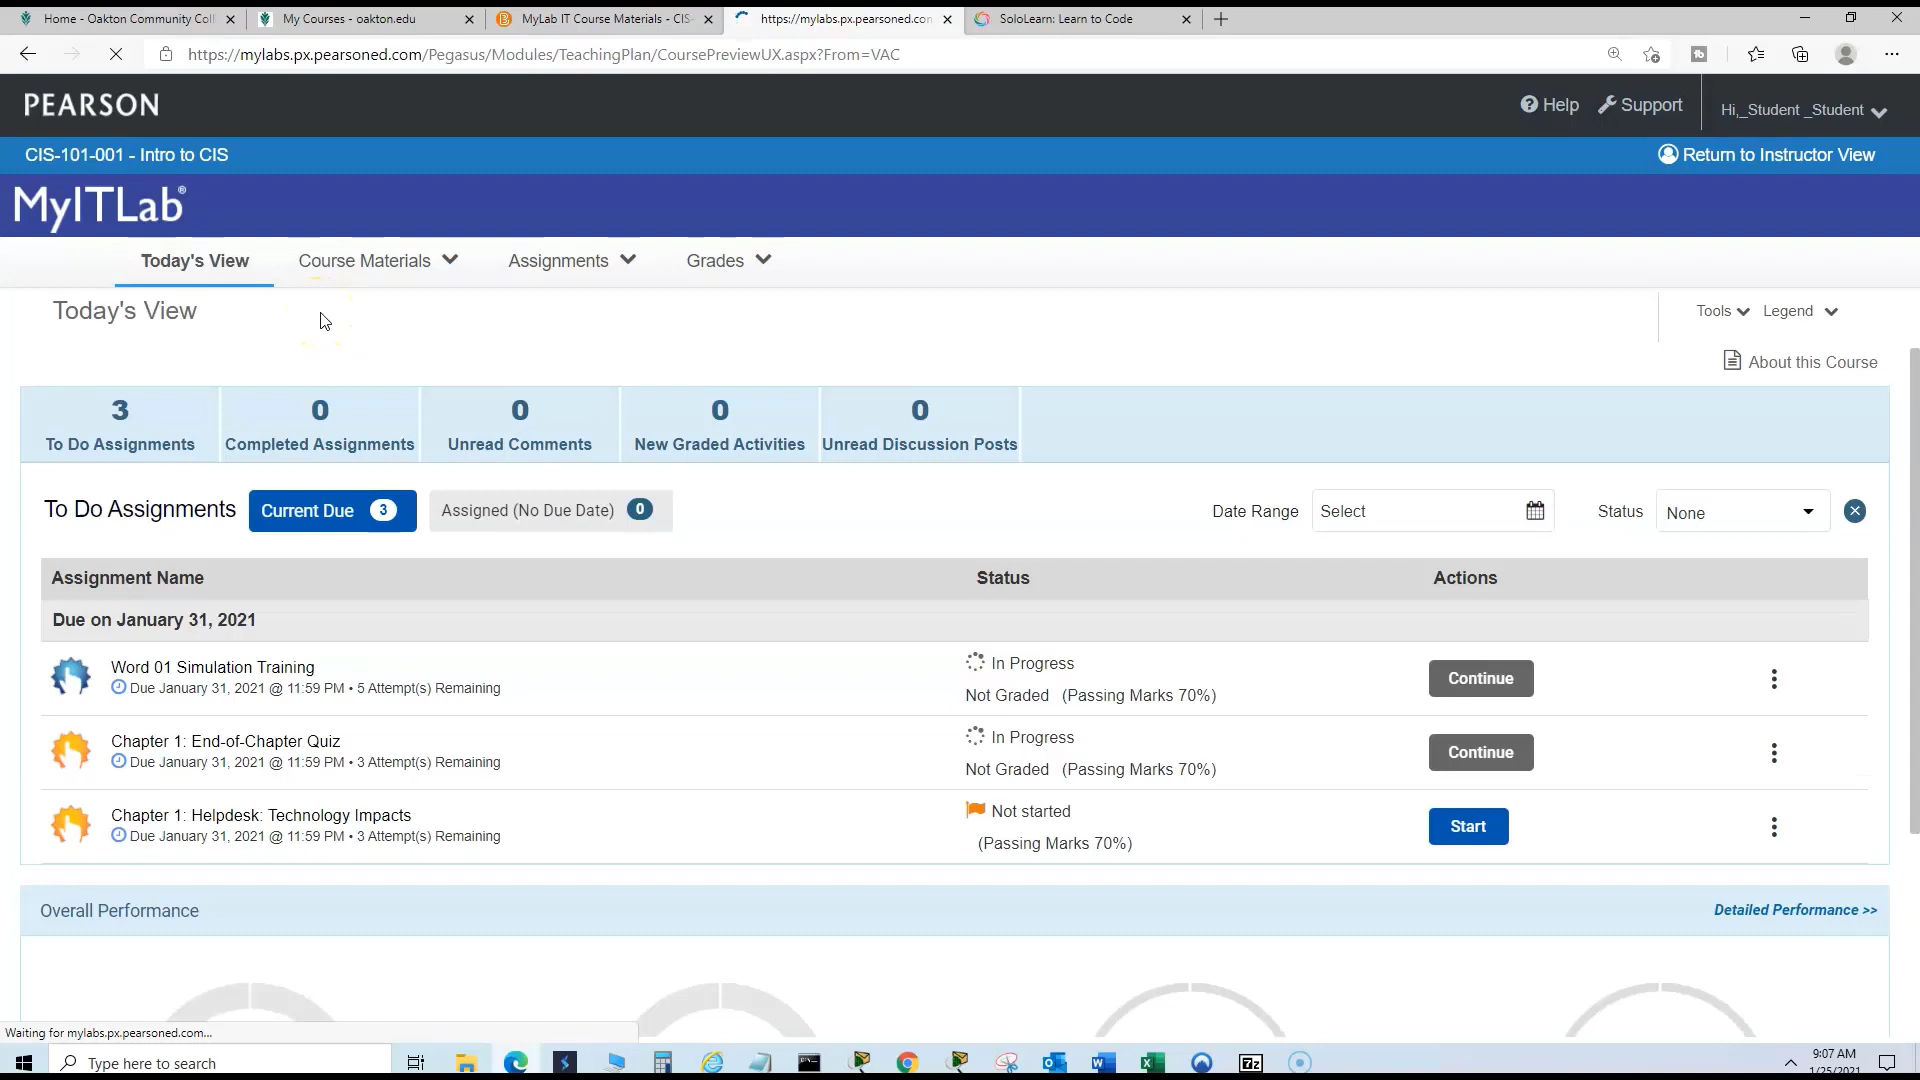 Home - Oakton Community Coll
My Courses - oakton.edu
MyLab IT Course Materials - CIS-
https://mylabs.px.pearsoned.com
SoloLearn: Learn to Code
https://mylabs.px.pearsoned.com/Pegasus/Modules/TeachingPlan/CoursePreviewUX.aspx?From=VAC
PEARSON
Help
Support
Hi,_Student _Student
CIS-101-001 - Intro to CIS
Return to Instructor View
MyITLab®
Today's View
Course Materials
Assignments
Grades
Today's View
Tools
Legend
About this Course
3
To Do Assignments
0
Completed Assignments
0
Unread Comments
0
New Graded Activities
0
Unread Discussion Posts
To Do Assignments
Current Due 3
Assigned (No Due Date) 0
Date Range
Select
Status
None
Assignment Name
Status
Actions
Due on January 31, 2021
Word 01 Simulation Training
Due January 31, 2021 @ 11:59 PM • 5 Attempt(s) Remaining
In Progress
Not Graded (Passing Marks 70%)
Continue
Chapter 1: End-of-Chapter Quiz
Due January 31, 2021 @ 11:59 PM • 3 Attempt(s) Remaining
In Progress
Not Graded (Passing Marks 70%)
Continue
Chapter 1: Helpdesk: Technology Impacts
Due January 31, 2021 @ 11:59 PM • 3 Attempt(s) Remaining
Not started
(Passing Marks 70%)
Start
Overall Performance
Detailed Performance >>
Waiting for mylabs.px.pearsoned.com...
Type here to search
7z
9:07 AM
1/25/2021